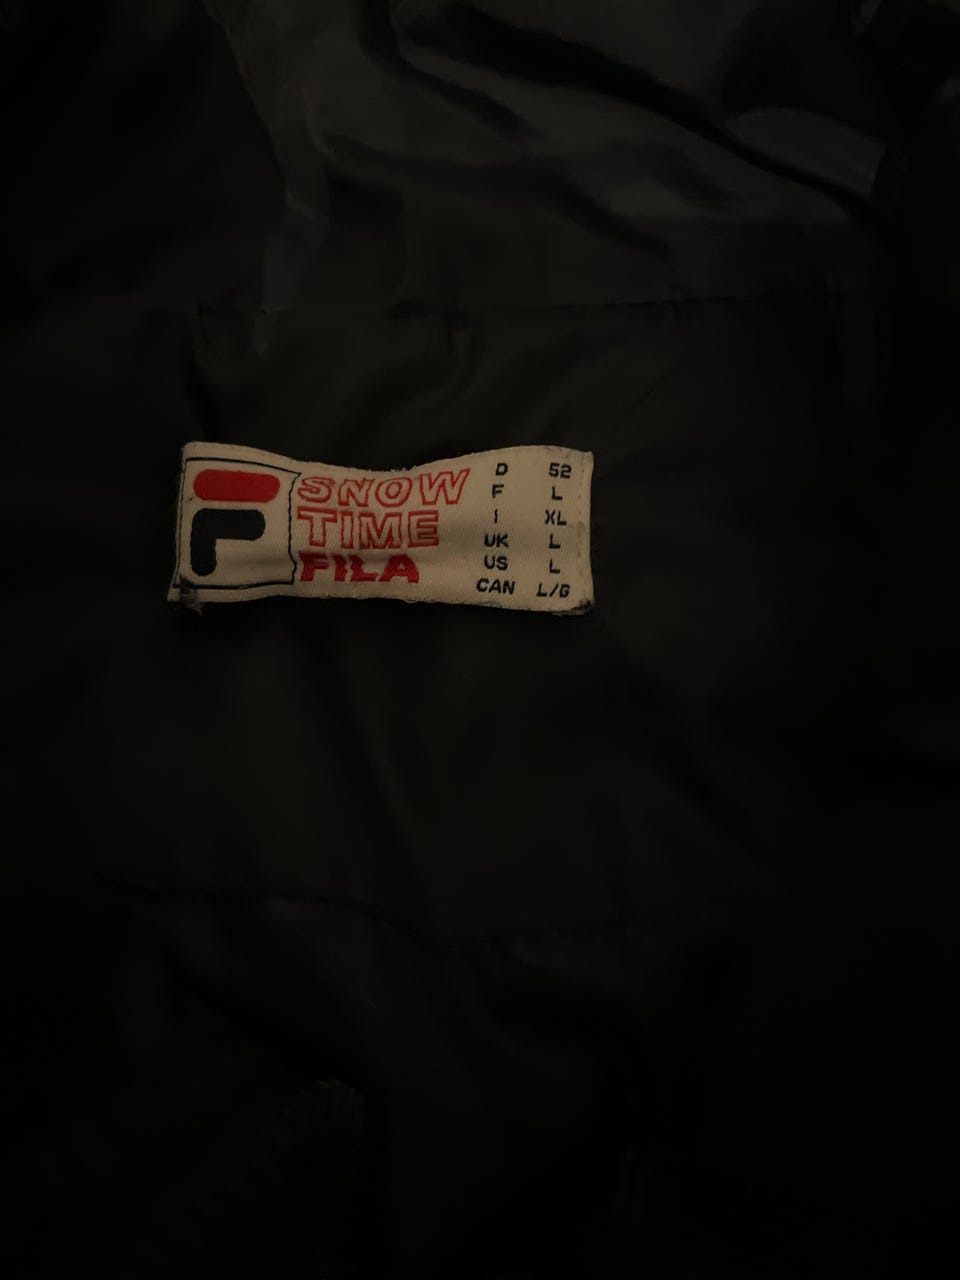 SNOW
TIME
FILA
D 52
F L
I XL
UK L
US L
CAN L/G